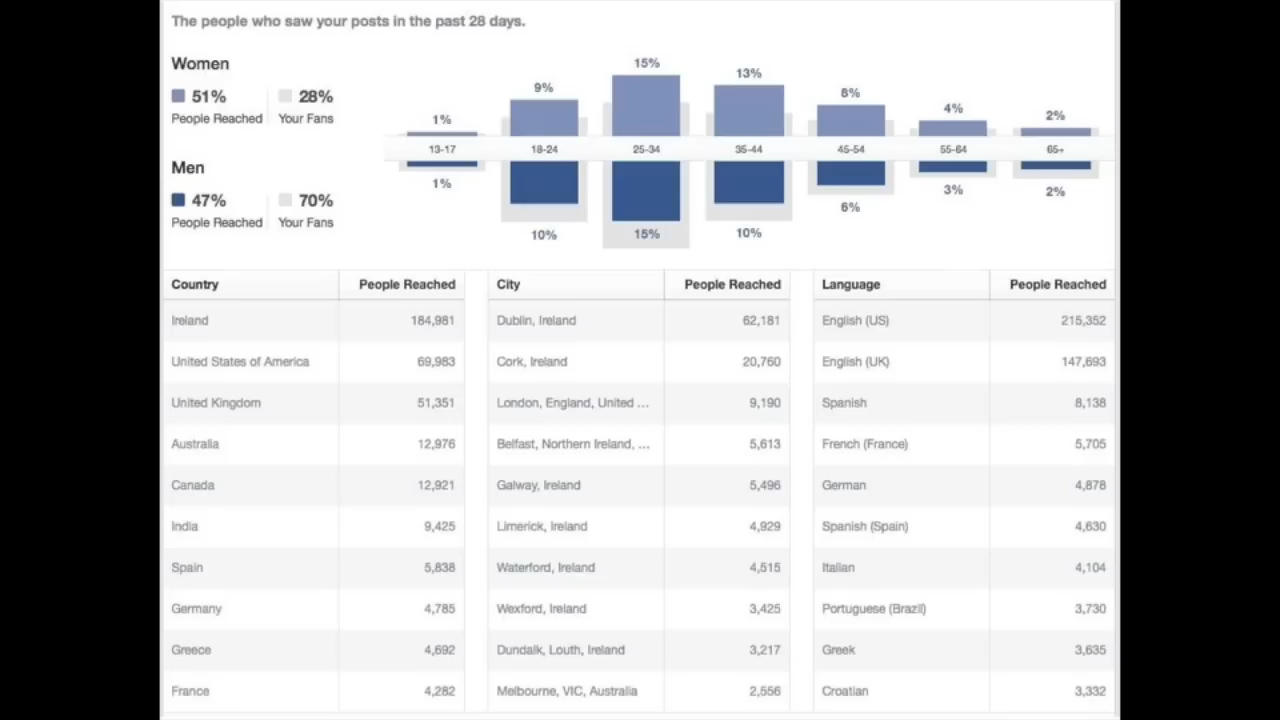 The people who saw your posts in the past 28 days.
Women
51% 28%
People Reached Your Fans
Men
47% 70%
People Reached Your Fans
1% 9% 15% 13% 8% 4% 2%
13-17 18-24 25-34 35-44 45-54 55-64 65+
1% 10% 15% 10% 6% 3% 2%
Country People Reached City People Reached Language People Reached
Ireland 184,981 Dublin, Ireland 62,181 English (US) 215,352
United States of America 69,983 Cork, Ireland 20,760 English (UK) 147,693
United Kingdom 51,351 London, England, United ... 9,190 Spanish 8,138
Australia 12,976 Belfast, Northern Ireland, ... 5,613 French (France) 5,705
Canada 12,921 Galway, Ireland 5,496 German 4,878
India 9,425 Limerick, Ireland 4,929 Spanish (Spain) 4,630
Spain 5,838 Waterford, Ireland 4,515 Italian 4,104
Germany 4,785 Wexford, Ireland 3,425 Portuguese (Brazil) 3,730
Greece 4,692 Dundalk, Louth, Ireland 3,217 Greek 3,635
France 4,282 Melbourne, VIC, Australia 2,556 Croatian 3,332